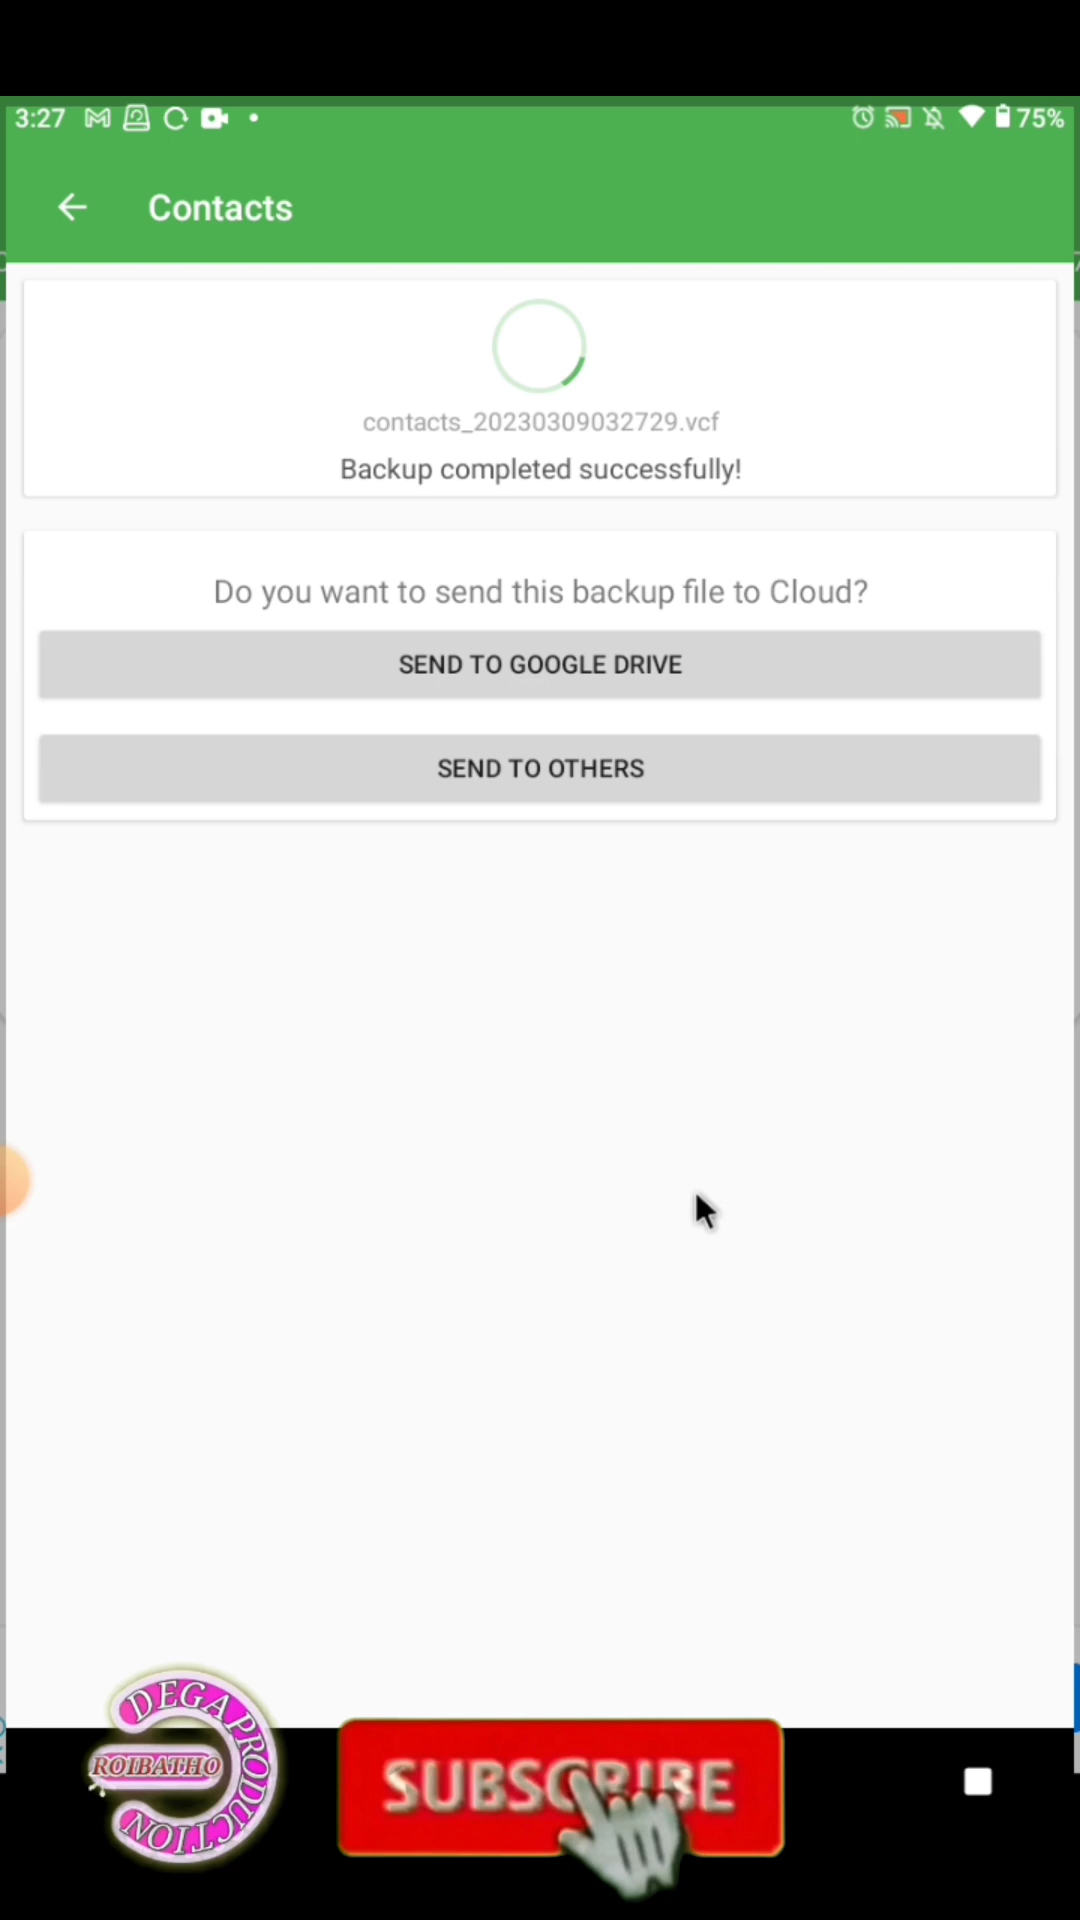 3:27
75%
Contacts
contacts_20230309032729.vcf
Backup completed successfully!
Do you want to send this backup file to Cloud?
SEND TO GOOGLE DRIVE
SEND TO OTHERS
DEGA PRODUCTION
ROIBATHO
SUBSCRIBE